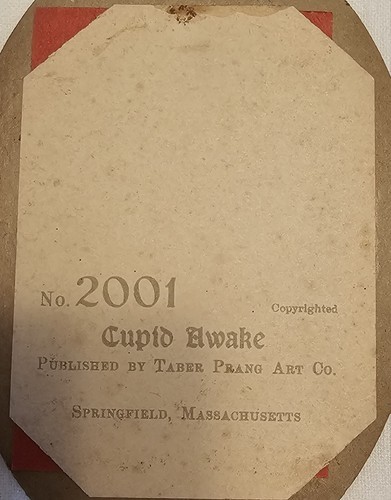 No. 2001 Copyrighted
Cupid Awake
Published by Taber Prang Art Co.
Springfield, Massachusetts